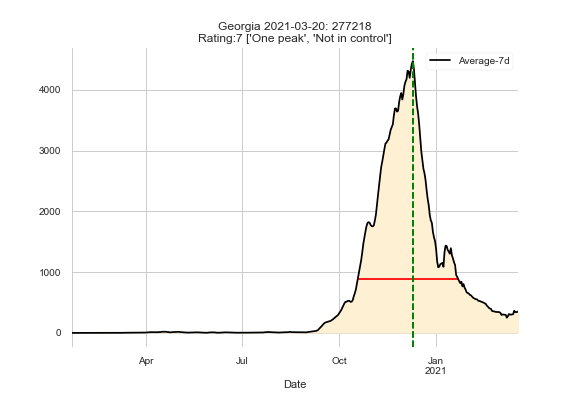 Georgia 2021-03-20: 277218
Rating:7 ['One peak', 'Not in control']
Average-7d
4000
3000
2000
1000
0
Apr
Jul
Oct
Jan
2021
Date